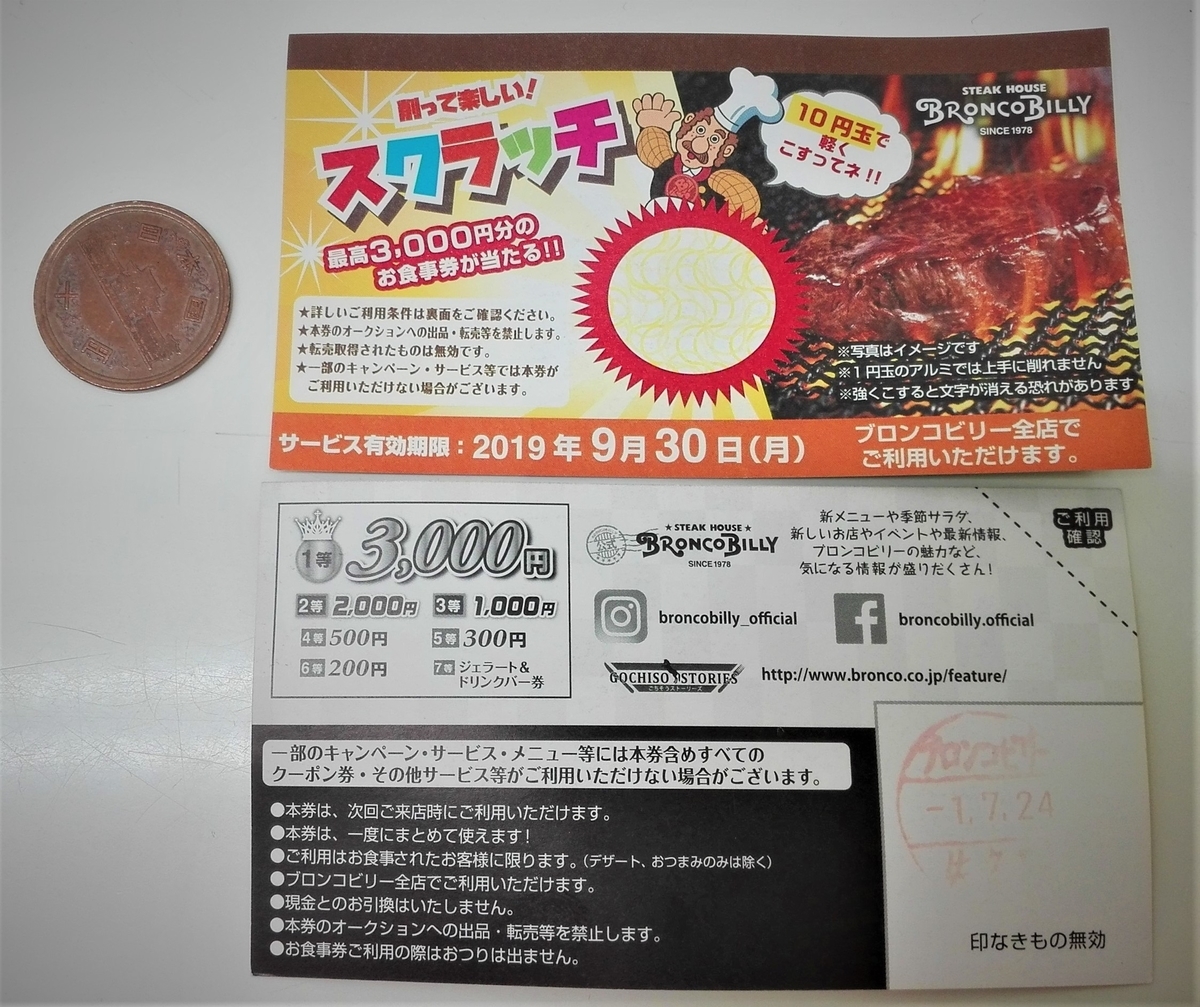 削って楽しい!
スクラッチ
最高3,000円分の
お食事券が当たる!!
10円玉で
軽く
こすってネ!!
STEAK HOUSE
BRONCOBILLY
SINCE 1978
★詳しいご利用条件は裏面をご確認ください。
★本券のオークションへの出品・転売等を禁止します。
★転売取得されたものは無効です。
★一部のキャンペーン・サービス等では本券が
ご利用いただけない場合がございます。
※写真はイメージです
※1円玉のアルミでは上手に削れません
※強くこすると文字が消える恐れがあります
サービス有効期限:2019年9月30日(月)
ブロンコビリー全店で
ご利用いただけます。
1等 3,000円
2等 2,000円 3等 1,000円
4等 500円 5等 300円
6等 200円 7等 ジェラート&
ドリンクバー券
公式
★STEAK HOUSE★
BRONCOBILLY
SINCE 1978
新メニューや季節サラダ、
新しいお店やイベントや最新情報、
ブロンコビリーの魅力など、
気になる情報が盛りだくさん!
ご利用
確認
broncobilly_official
broncobilly.official
GOCHISO STORIES
ごちそうストーリーズ
http://www.bronco.co.jp/feature/
一部のキャンペーン・サービス・メニュー等には本券含めすべての
クーポン券・その他サービス等がご利用いただけない場合がございます。
●本券は、次回ご来店時にご利用いただけます。
●本券は、一度にまとめて使えます!
●ご利用はお食事されたお客様に限ります。(デザート、おつまみのみは除く)
●ブロンコビリー全店でご利用いただけます。
●現金とのお引換はいたしません。
●本券のオークションへの出品・転売等を禁止します。
●お食事券ご利用の際はおつりは出ません。
ブロンコビリ
-1.7.24
印なきもの無効